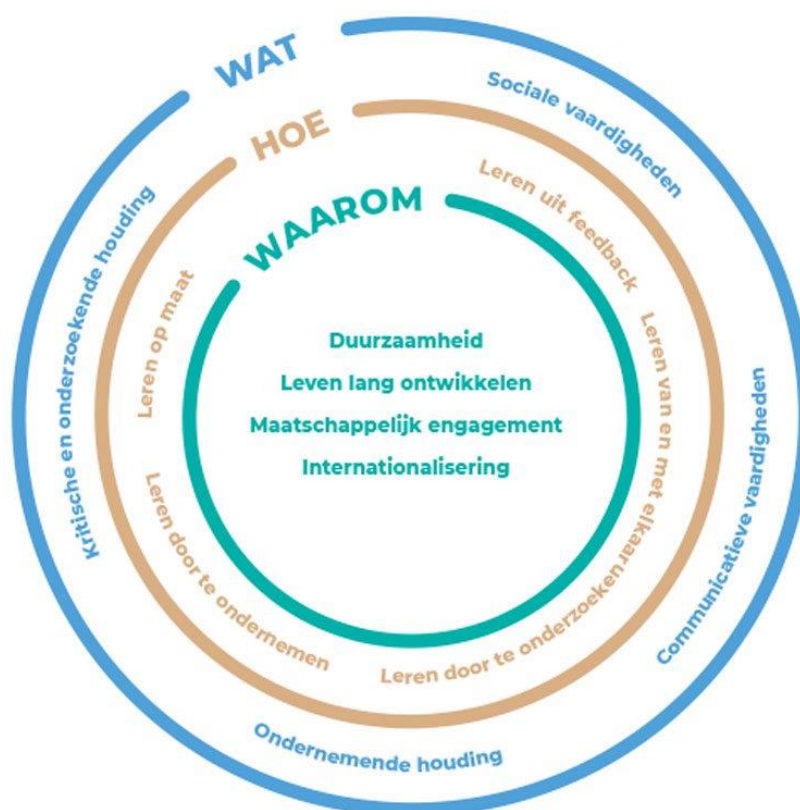 WAT
Sociale vaardigheden
Communicatieve vaardigheden
Ondernemende houding
Kritische en onderzoekende houding
HOE
Leren uit feedback
Leren van en met elkaar
Leren door te onderzoeken
Leren door te ondernemen
Leren op maat
WAAROM
Duurzaamheid
Leven lang ontwikkelen
Maatschappelijk engagement
Internationalisering